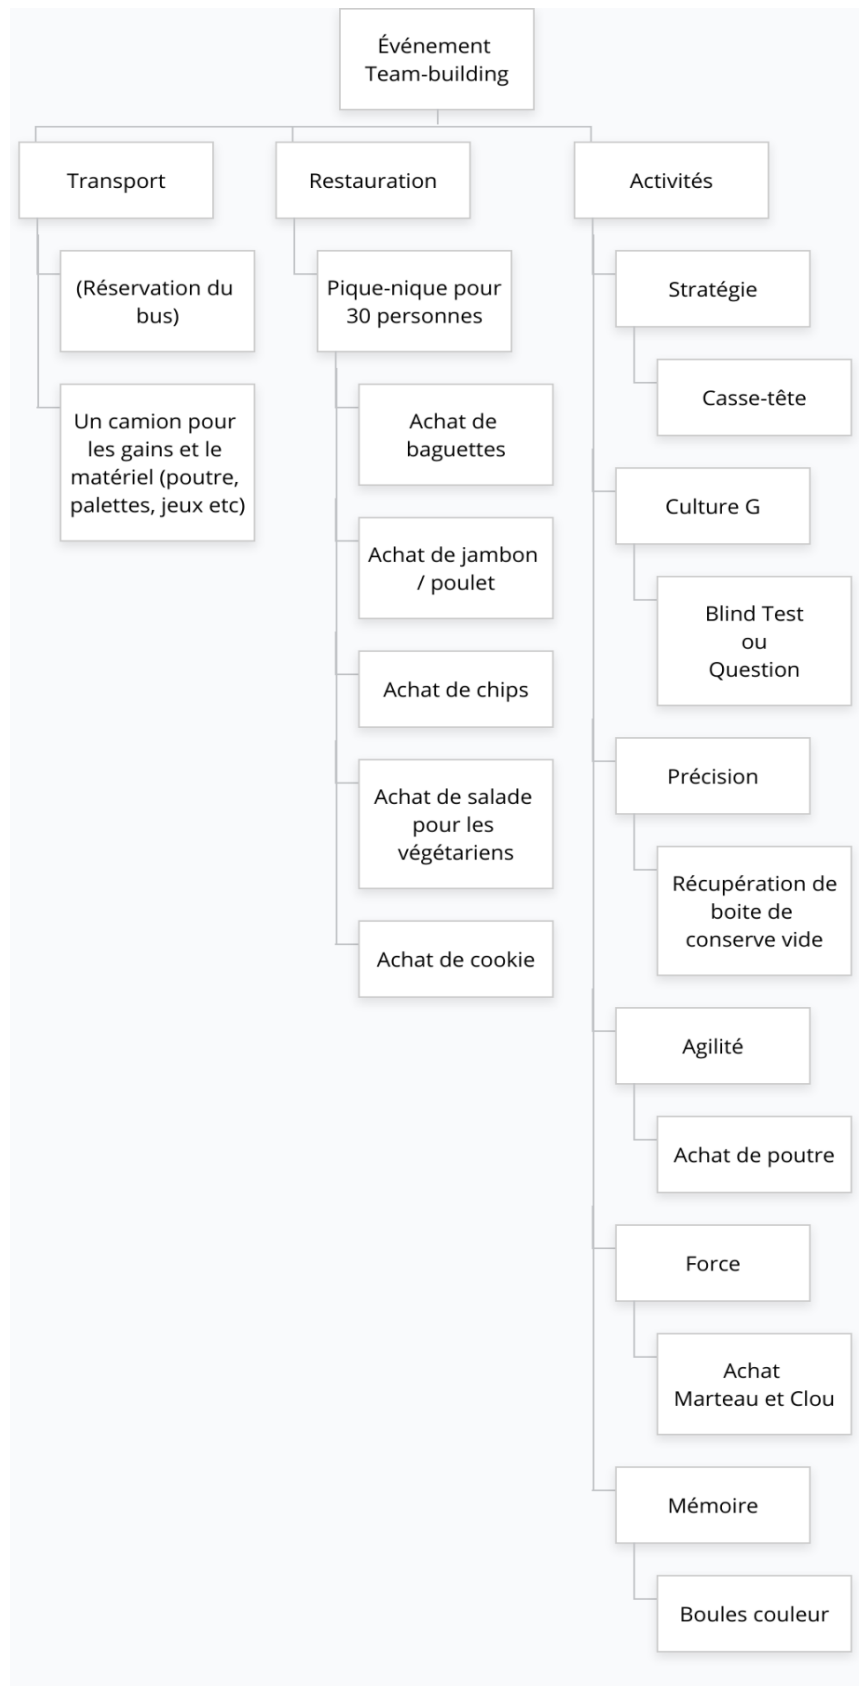 Événement
Team-building
Transport
Restauration
Activités
(Réservation du
bus)
Un camion pour
les gains et le
matériel (poutre,
palettes, jeux etc)
Pique-nique pour
30 personnes
Achat de
baguettes
Achat de jambon
/ poulet
Achat de chips
Achat de salade
pour les
végétariens
Achat de cookie
Stratégie
Casse-tête
Culture G
Blind Test
ou
Question
Précision
Récupération de
boite de
conserve vide
Agilité
Achat de poutre
Force
Achat
Marteau et Clou
Mémoire
Boules couleur